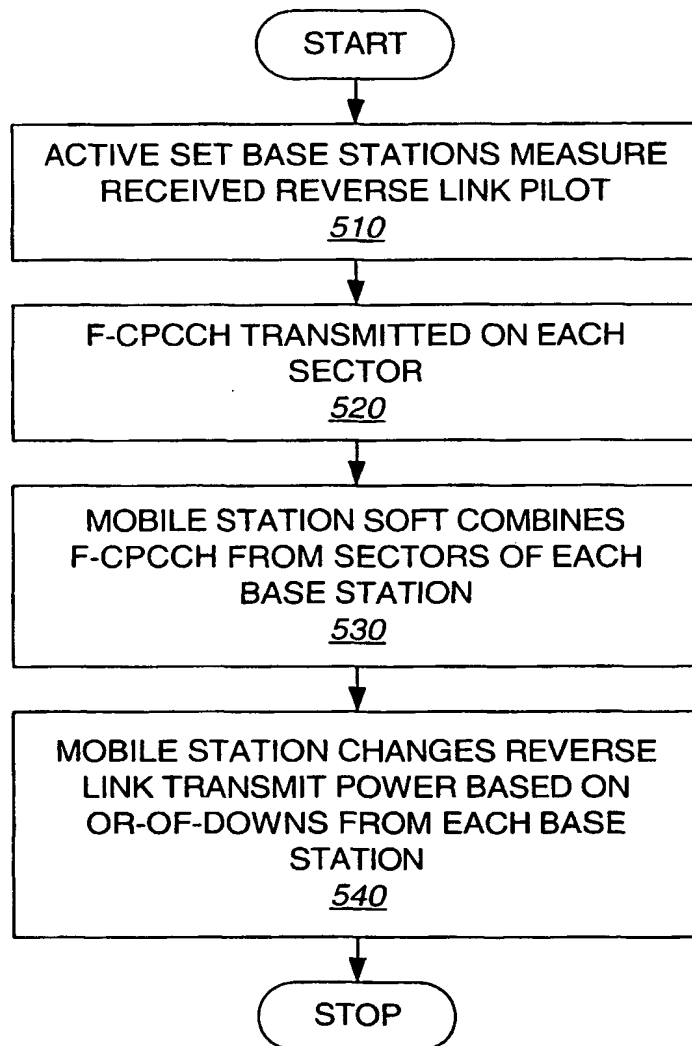 START
ACTIVE SET BASE STATIONS MEASURE
RECEIVED REVERSE LINK PILOT
510
F-CPCCH TRANSMITTED ON EACH
SECTOR
520
MOBILE STATION SOFT COMBINES
F-CPCCH FROM SECTORS OF EACH
BASE STATION
530
MOBILE STATION CHANGES REVERSE
LINK TRANSMIT POWER BASED ON
OR-OF-DOWNS FROM EACH BASE
STATION
540
STOP